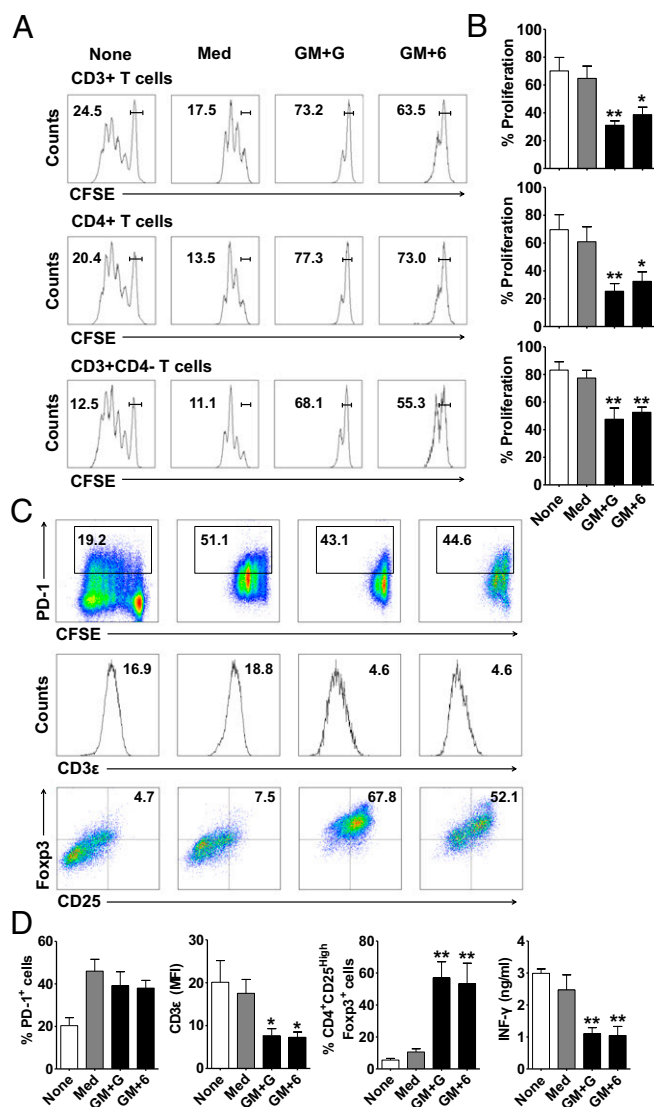 A
None Med GM+G GM+6
CD3+ T cells
Counts
24.5 17.5 73.2 63.5
CFSE
CD4+ T cells
Counts
20.4 13.5 77.3 73.0
CFSE
CD3+CD4- T cells
Counts
12.5 11.1 68.1 55.3
CFSE
B
% Proliferation
100
80
60
40
20
0
** *
% Proliferation
100
80
60
40
20
0
** *
% Proliferation
100
80
60
40
20
0
** **
None Med GM+G GM+6
C
PD-1
19.2 51.1 43.1 44.6
CFSE
Counts
16.9 18.8 4.6 4.6
CD3ε
Foxp3
4.7 7.5 67.8 52.1
CD25
D
% PD-1+ cells
60
40
20
0
None Med GM+G GM+6
CD3ε (MFI)
30
20
10
0
* *
None Med GM+G GM+6
% CD4+CD25High
Foxp3+ cells
80
60
40
20
0
** **
None Med GM+G GM+6
INF-γ (ng/ml)
4
3
2
1
0
** **
None Med GM+G GM+6